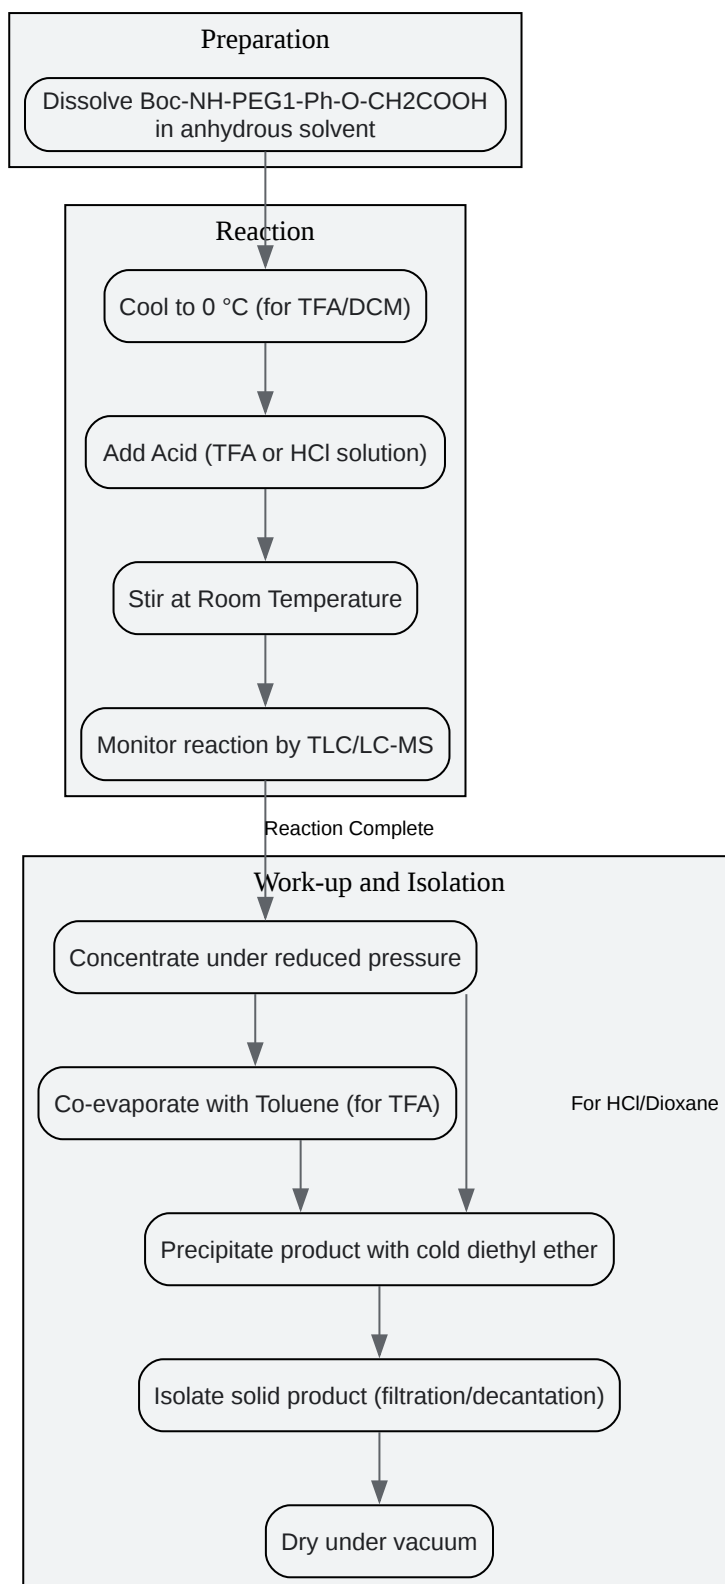 Preparation
Dissolve Boc-NH-PEG1-Ph-O-CH2COOH
in anhydrous solvent
Reaction
Cool to 0 °C (for TFA/DCM)
Add Acid (TFA or HCl solution)
Stir at Room Temperature
Monitor reaction by TLC/LC-MS
Reaction Complete
Work-up and Isolation
Concentrate under reduced pressure
Co-evaporate with Toluene (for TFA)
For HCl/Dioxane
Precipitate product with cold diethyl ether
Isolate solid product (filtration/decantation)
Dry under vacuum